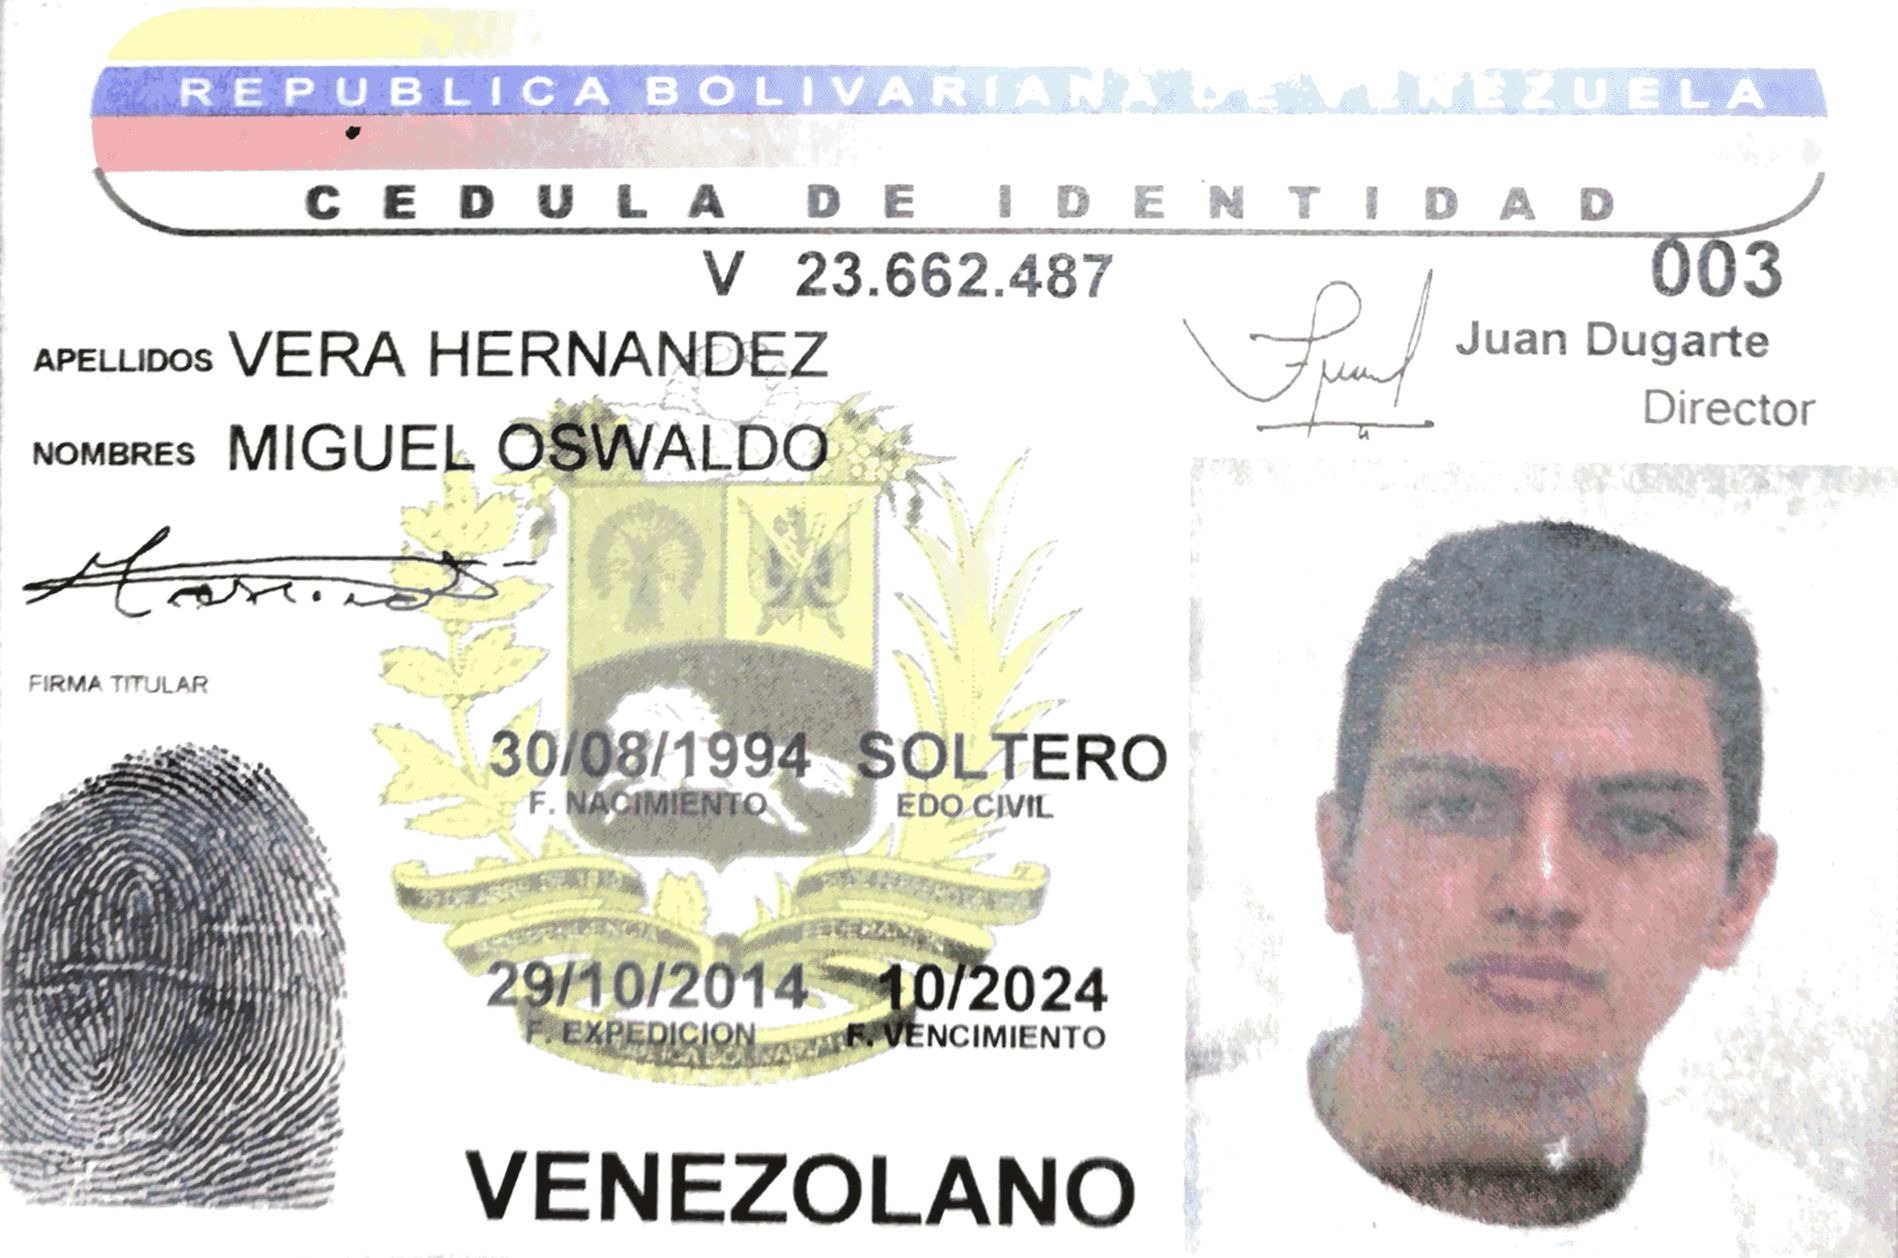 REPUBLICA BOLIVARIANA DE VENEZUELA
CEDULA DE IDENTIDAD
V 23.662.487
003
Juan Dugarte
Director
APELLIDOS VERA HERNANDEZ
NOMBRES MIGUEL OSWALDO
FIRMA TITULAR
30/08/1994 SOLTERO
F. NACIMIENTO EDO CIVIL
29/10/2014 10/2024
F. EXPEDICION F. VENCIMIENTO
VENEZOLANO